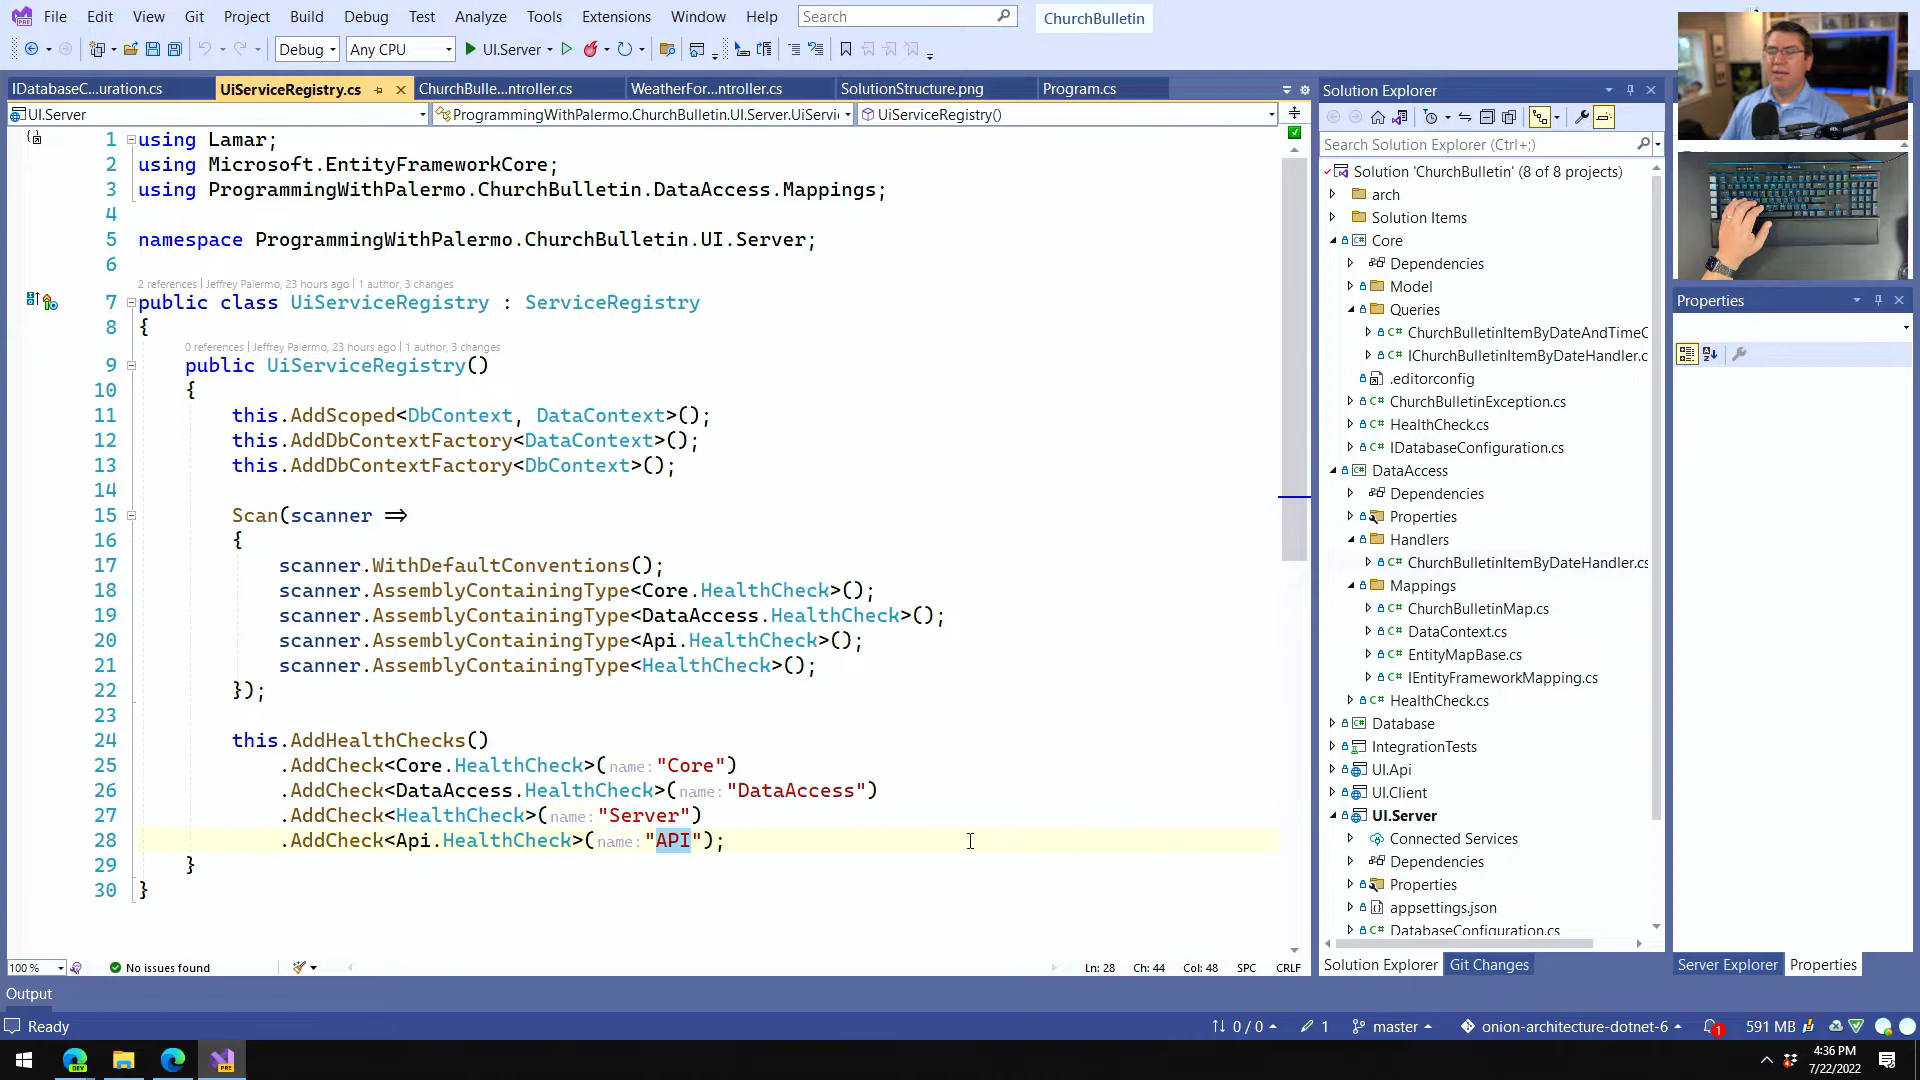 File Edit View Git Project Build Debug Test Analyze Tools Extensions Window Help Search ChurchBulletin
Debug Any CPU UI.Server
IDatabaseC...uration.cs UiServiceRegistry.cs ChurchBulle...ntroller.cs WeatherFor...ntroller.cs SolutionStructure.png Program.cs
UI.Server ProgrammingWithPalermo.ChurchBulletin.UI.Server.UiServi UiServiceRegistry()
1 using Lamar;
2 using Microsoft.EntityFrameworkCore;
3 using ProgrammingWithPalermo.ChurchBulletin.DataAccess.Mappings;
4
5 namespace ProgrammingWithPalermo.ChurchBulletin.UI.Server;
6
2 references | Jeffrey Palermo, 23 hours ago | 1 author, 3 changes
7 public class UiServiceRegistry : ServiceRegistry
8 {
0 references | Jeffrey Palermo, 23 hours ago | 1 author, 3 changes
9 public UiServiceRegistry()
10 {
11 this.AddScoped<DbContext, DataContext>();
12 this.AddDbContextFactory<DataContext>();
13 this.AddDbContextFactory<DbContext>();
14
15 Scan(scanner =>
16 {
17 scanner.WithDefaultConventions();
18 scanner.AssemblyContainingType<Core.HealthCheck>();
19 scanner.AssemblyContainingType<DataAccess.HealthCheck>();
20 scanner.AssemblyContainingType<Api.HealthCheck>();
21 scanner.AssemblyContainingType<HealthCheck>();
22 });
23
24 this.AddHealthChecks()
25 .AddCheck<Core.HealthCheck>(name:"Core")
26 .AddCheck<DataAccess.HealthCheck>(name:"DataAccess")
27 .AddCheck<HealthCheck>(name:"Server")
28 .AddCheck<Api.HealthCheck>(name:"API");
29 }
30 }
100 % No issues found Ln: 28 Ch: 44 Col: 48 SPC CRLF
Output
Solution Explorer
Search Solution Explorer (Ctrl+;)
Solution 'ChurchBulletin' (8 of 8 projects)
arch
Solution Items
Core
Dependencies
Model
Queries
C# ChurchBulletinItemByDateAndTimeC
C# IChurchBulletinItemByDateHandler.c
.editorconfig
C# ChurchBulletinException.cs
C# HealthCheck.cs
C# IDatabaseConfiguration.cs
DataAccess
Dependencies
Properties
Handlers
C# ChurchBulletinItemByDateHandler.cs
Mappings
C# ChurchBulletinMap.cs
C# DataContext.cs
C# EntityMapBase.cs
C# IEntityFrameworkMapping.cs
C# HealthCheck.cs
Database
IntegrationTests
UI.Api
UI.Client
UI.Server
Connected Services
Dependencies
Properties
appsettings.json
C# DatabaseConfiguration.cs
Solution Explorer Git Changes
Properties
Server Explorer Properties
Ready 0 / 0 1 master onion-architecture-dotnet-6 1 591 MB
DEV PRE
4:36 PM
7/22/2022